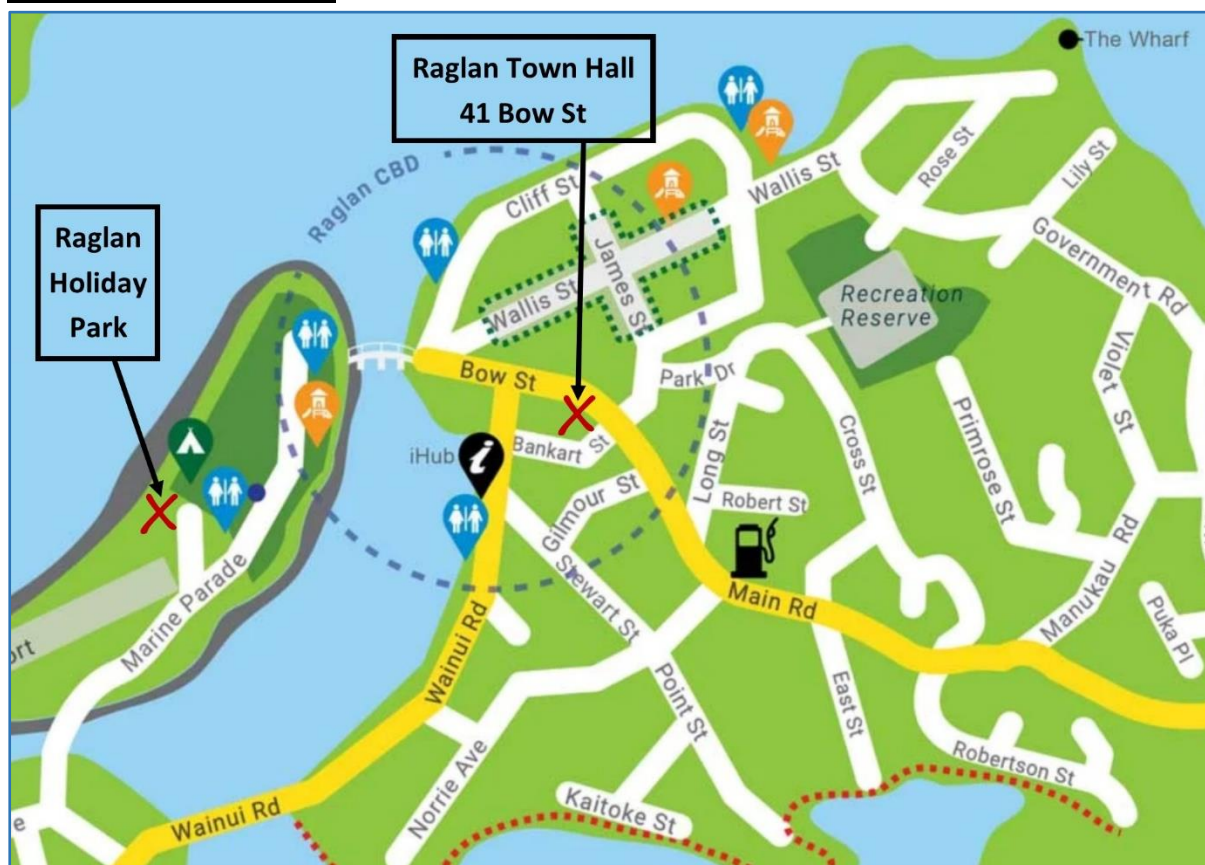 The Wharf
Raglan Town Hall
41 Bow St
Raglan CBD
Raglan
Holiday
Park
Cliff St
Wallis St
Rose St
Lily St
Government Rd
James St
Wallis St
Recreation
Reserve
Violet St
Bow St
Park Dr
Bankart St
iHub
i
Long St
Cross St
Primrose St
Gilmour St
Robert St
Manukau Rd
Puka Pl
Stewart St
Main Rd
Marine Parade
Wainui Rd
ort
Point St
East St
Norrie Ave
Robertson St
Kaitoke St
Wainui Rd
e